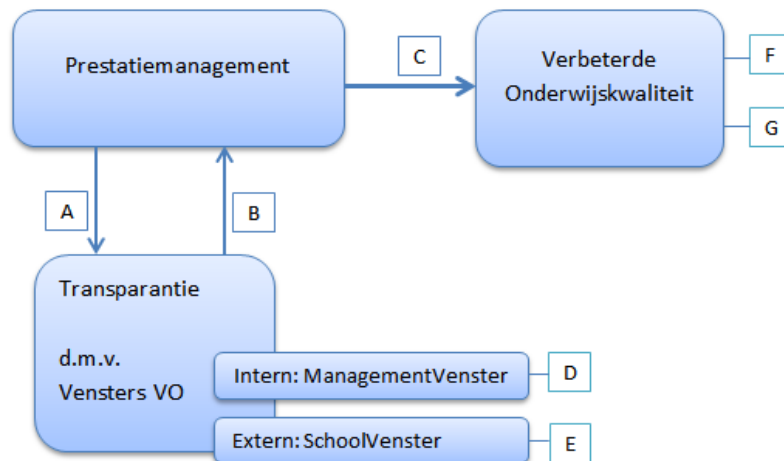 Prestatiemanagement
C
Verbeterde
Onderwijskwaliteit
F
G
A
B
Transparantie
d.m.v.
Vensters VO
Intern: ManagementVenster
D
Extern: SchoolVenster
E